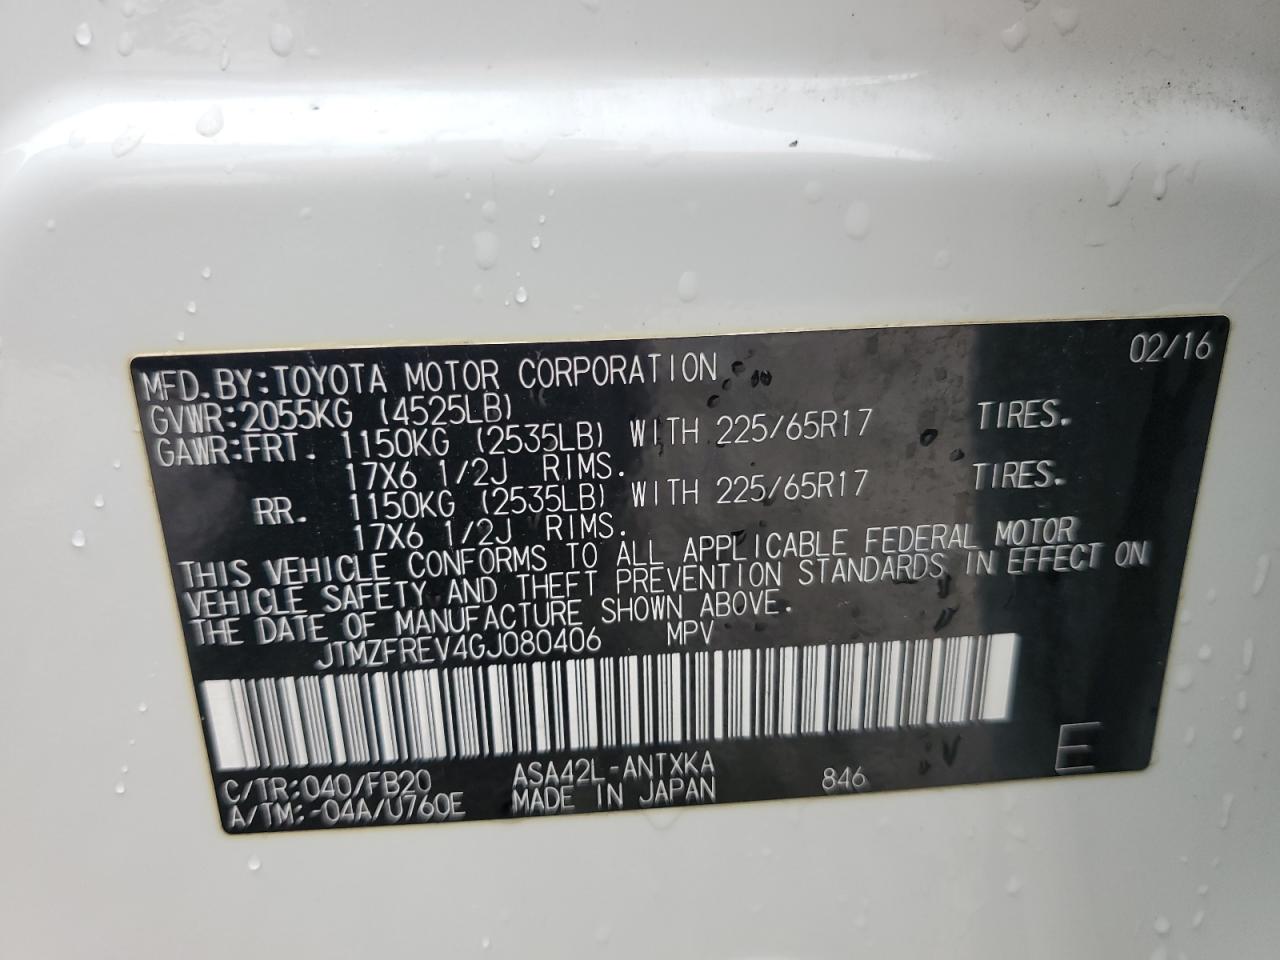 02/16
MFD.BY:TOYOTA MOTOR CORPORATION
GVWR:2055KG (4525LB)
GAWR:FRT. 1150KG (2535LB) WITH 225/65R17 TIRES.
17X6 1/2J RIMS.
RR. 1150KG (2535LB) WITH 225/65R17 TIRES.
17X6 1/2J RIMS.
THIS VEHICLE CONFORMS TO ALL APPLICABLE FEDERAL MOTOR
VEHICLE SAFETY AND THEFT PREVENTION STANDARDS IN EFFECT ON
THE DATE OF MANUFACTURE SHOWN ABOVE.
JTMZFREV4GJ080406 MPV
C/TR:040/FB20 ASA42L-ANTXKA 846 E
A/TM:-04A/U760E MADE IN JAPAN